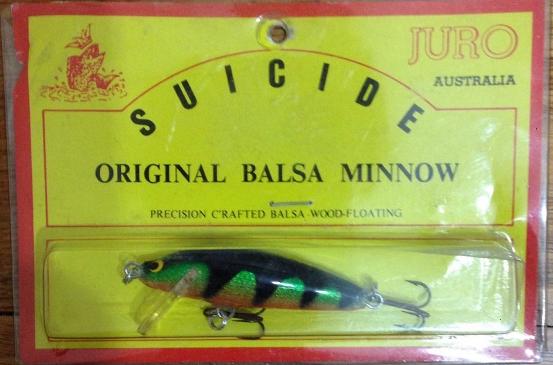 JURO
AUSTRALIA
SUICIDE
ORIGINAL BALSA MINNOW
PRECISION C'RAFTED BALSA-WOOD-FLOATING